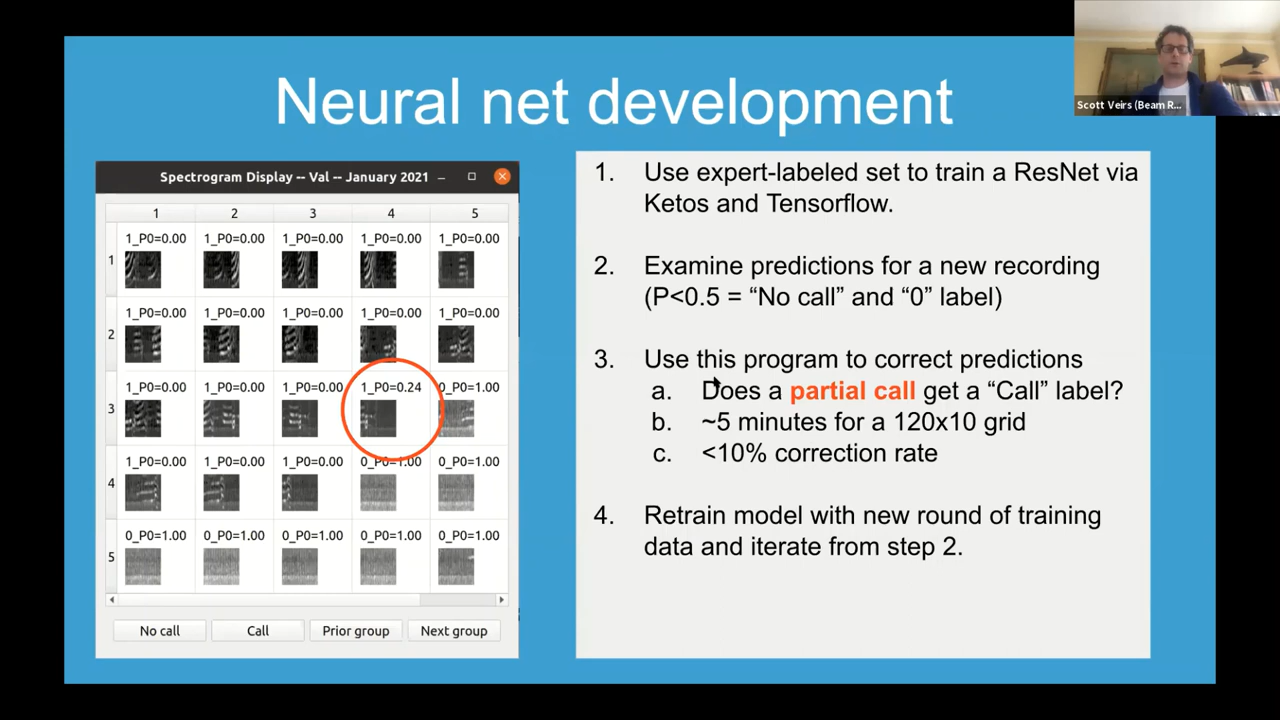 Scott Veirs (Beam R...
Neural net development
Spectrogram Display -- Val -- January 2021
1 2 3 4 5
1 1_P0=0.00 1_P0=0.00 1_P0=0.00 1_P0=0.00 1_P0=0.00
2 1_P0=0.00 1_P0=0.00 1_P0=0.00 1_P0=0.00 1_P0=0.00
3 1_P0=0.00 1_P0=0.00 1_P0=0.00 1_P0=0.24 0_P0=1.00
4 1_P0=0.00 1_P0=0.00 1_P0=0.00 0_P0=1.00 0_P0=1.00
5 0_P0=1.00 0_P0=1.00 0_P0=1.00 0_P0=1.00 0_P0=1.00
No call Call Prior group Next group
1. Use expert-labeled set to train a ResNet via
Ketos and Tensorflow.
2. Examine predictions for a new recording
(P<0.5 = “No call” and “0” label)
3. Use this program to correct predictions
a. Does a partial call get a “Call” label?
b. ~5 minutes for a 120x10 grid
c. <10% correction rate
4. Retrain model with new round of training
data and iterate from step 2.